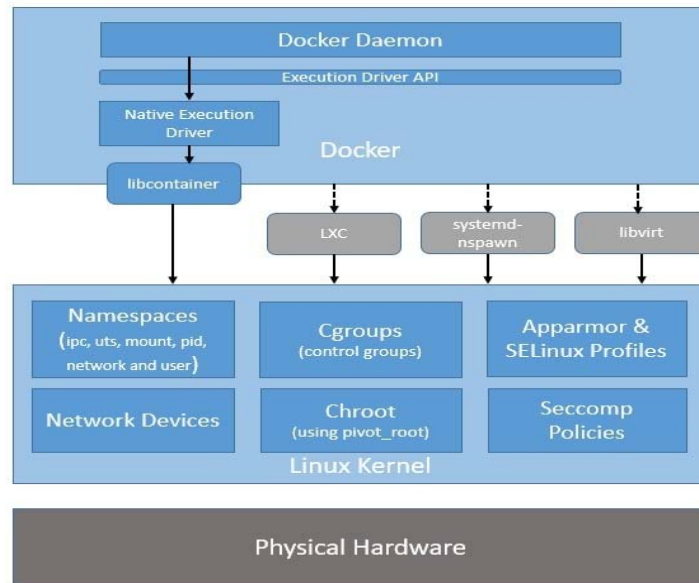 Docker Daemon
Execution Driver API
Native Execution
Driver
Docker
libcontainer
LXC
systemd-
nspawn
libvirt
Namespaces
(ipc, uts, mount, pid,
network and user)
Cgroups
(control groups)
Apparmor &
SELinux Profiles
Network Devices
Chroot
(using pivot_root)
Seccomp
Policies
Linux Kernel
Physical Hardware